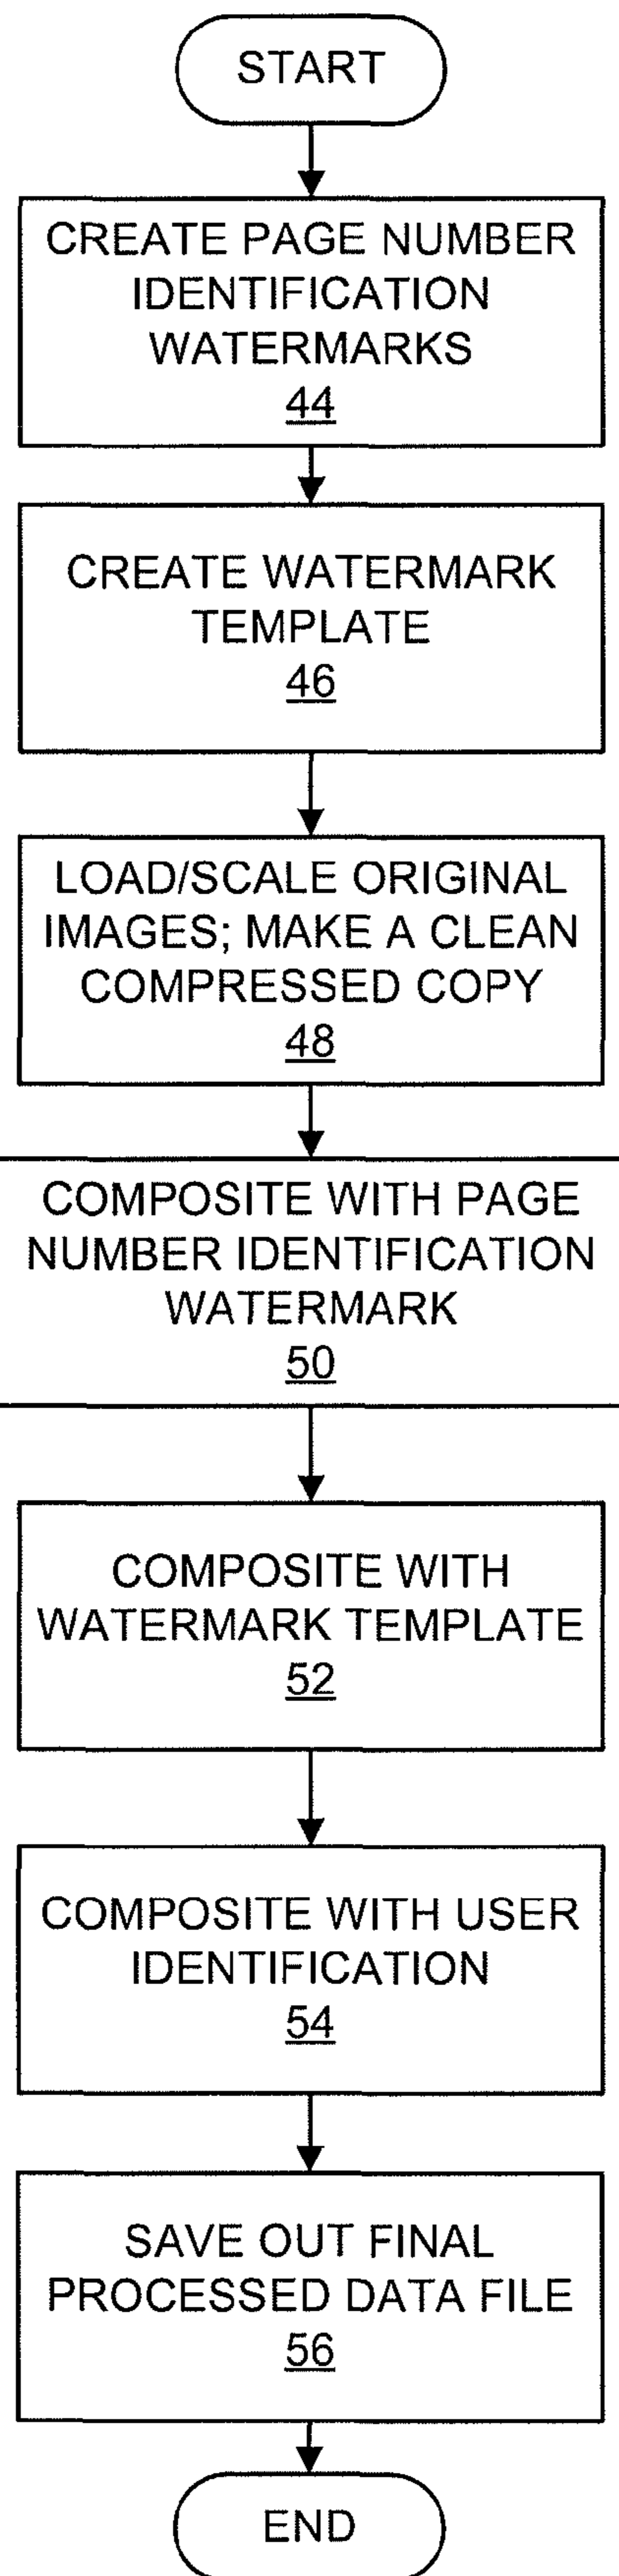 START
CREATE PAGE NUMBER
IDENTIFICATION
WATERMARKS
44
CREATE WATERMARK
TEMPLATE
46
LOAD/SCALE ORIGINAL
IMAGES; MAKE A CLEAN
COMPRESSED COPY
48
COMPOSITE WITH PAGE
NUMBER IDENTIFICATION
WATERMARK
50
COMPOSITE WITH
WATERMARK TEMPLATE
52
COMPOSITE WITH USER
IDENTIFICATION
54
SAVE OUT FINAL
PROCESSED DATA FILE
56
END